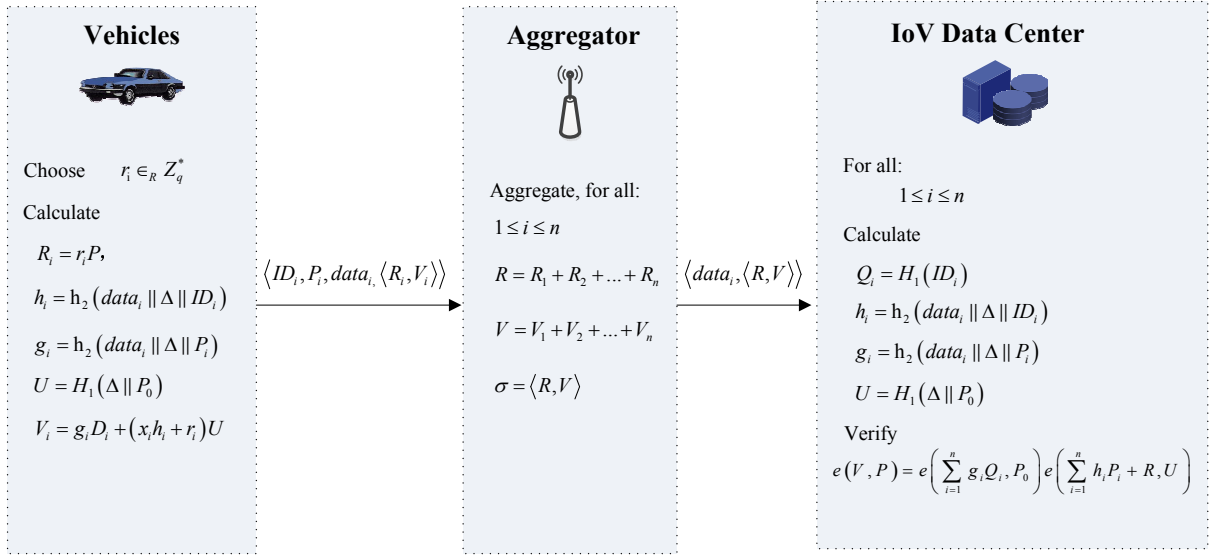 Vehicles
Choose r_i ∈_R Z_q^*
Calculate
R_i = r_i P,
h_i = h_2(data_i || Δ || ID_i)
g_i = h_2(data_i || Δ || P_i)
U = H_1(Δ || P_0)
V_i = g_i D_i + (x_i h_i + r_i)U
⟨ID_i, P_i, data_i, ⟨R_i, V_i⟩⟩
Aggregator
Aggregate, for all:
1 ≤ i ≤ n
R = R_1 + R_2 + ... + R_n
V = V_1 + V_2 + ... + V_n
σ = ⟨R, V⟩
⟨data_i, ⟨R, V⟩⟩
IoV Data Center
For all:
1 ≤ i ≤ n
Calculate
Q_i = H_1(ID_i)
h_i = h_2(data_i || Δ || ID_i)
g_i = h_2(data_i || Δ || P_i)
U = H_1(Δ || P_0)
Verify
e(V, P) = e(∑_{i=1}^{n} g_i Q_i, P_0) e(∑_{i=1}^{n} h_i P_i + R, U)